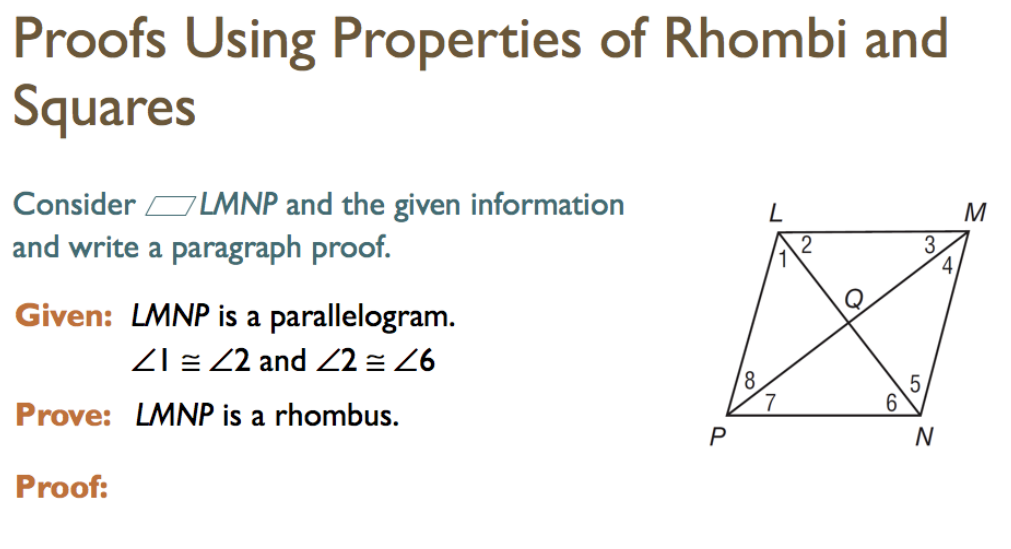 Proofs Using Properties of Rhombi and
Squares
Consider ▱LMNP and the given information
and write a paragraph proof.
Given: LMNP is a parallelogram.
∠1 ≅ ∠2 and ∠2 ≅ ∠6
Prove: LMNP is a rhombus.
Proof:
L M
2 3
1 4
Q
8 5
7 6
P N